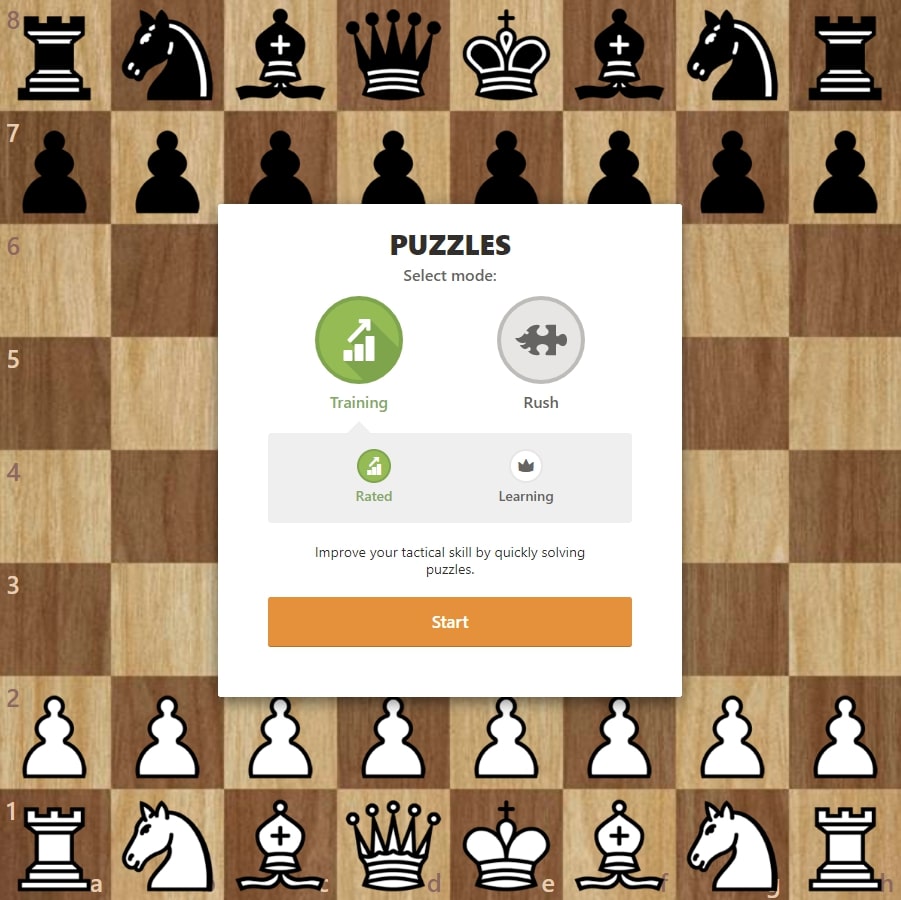 8
7
PUZZLES
6
Select mode:
5
Training Rush
4
Rated Learning
Improve your tactical skill by quickly solving
puzzles.
3
Start
2
1
a c d e f g h